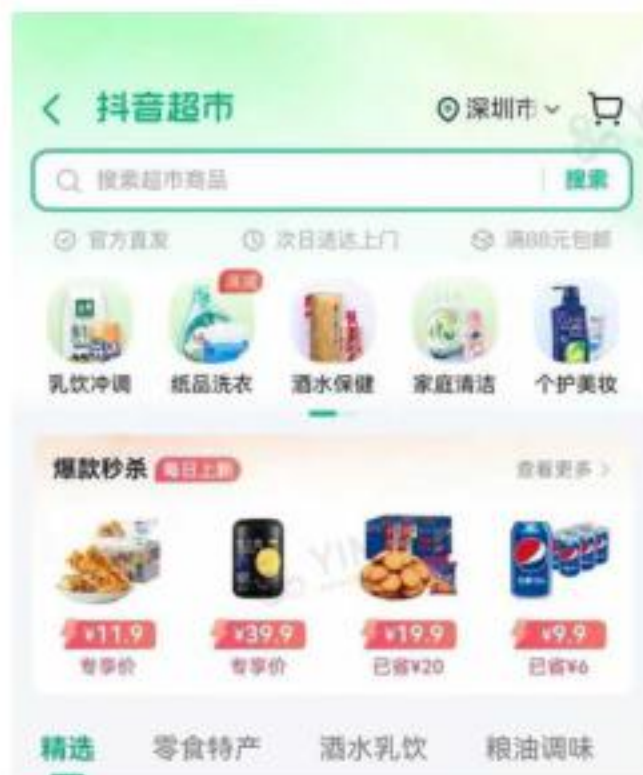 抖音超市
深圳市
搜索超市商品
搜索
官方直发
次日送达上门
满88元包邮
乳饮冲调
纸品洗衣
酒水保健
家庭清洁
个护美妆
爆款秒杀
每日上新
查看更多 >
¥11.9
¥39.9
¥19.9
¥9.9
专享价
专享价
已省¥20
已省¥6
精选
零食特产
酒水乳饮
粮油调味